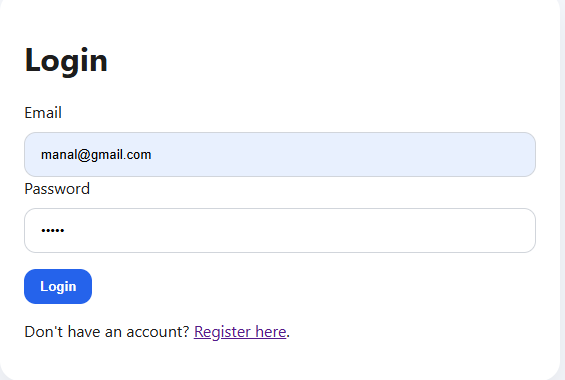 Login
Email
manal@gmail.com
Password
•••••
Login
Don't have an account? Register here.